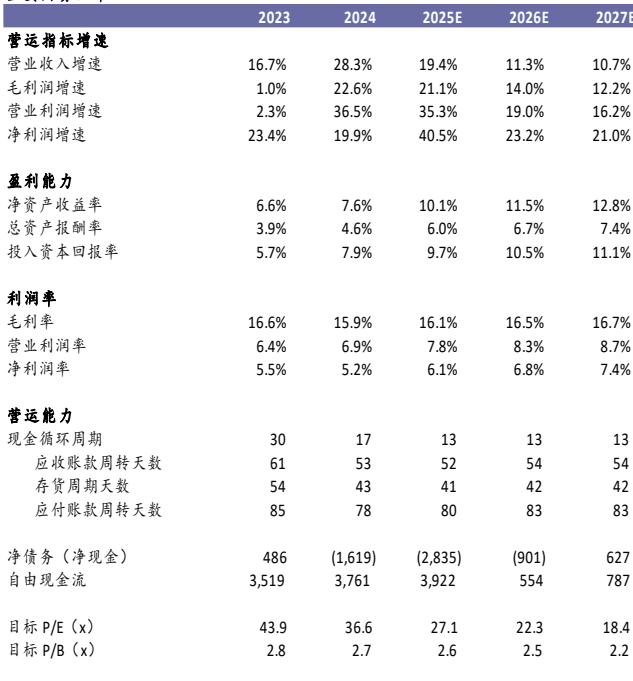 2023 2024 2025E 2026E 2027E
营运指标增速
营业收入增速 16.7% 28.3% 19.4% 11.3% 10.7%
毛利润增速 1.0% 22.6% 21.1% 14.0% 12.2%
营业利润增速 2.3% 36.5% 35.3% 19.0% 16.2%
净利润增速 23.4% 19.9% 40.5% 23.2% 21.0%
盈利能力
净资产收益率 6.6% 7.6% 10.1% 11.5% 12.8%
总资产报酬率 3.9% 4.6% 6.0% 6.7% 7.4%
投入资本回报率 5.7% 7.9% 9.7% 10.5% 11.1%
利润率
毛利率 16.6% 15.9% 16.1% 16.5% 16.7%
营业利润率 6.4% 6.9% 7.8% 8.3% 8.7%
净利润率 5.5% 5.2% 6.1% 6.8% 7.4%
营运能力
现金循环周期 30 17 13 13 13
应收账款周转天数 61 53 52 54 54
存货周期天数 54 43 41 42 42
应付账款周转天数 85 78 80 83 83
净债务（净现金） 486 (1,619) (2,835) (901) 627
自由现金流 3,519 3,761 3,922 554 787
目标 P/E（x） 43.9 36.6 27.1 22.3 18.4
目标 P/B（x） 2.8 2.7 2.6 2.5 2.2